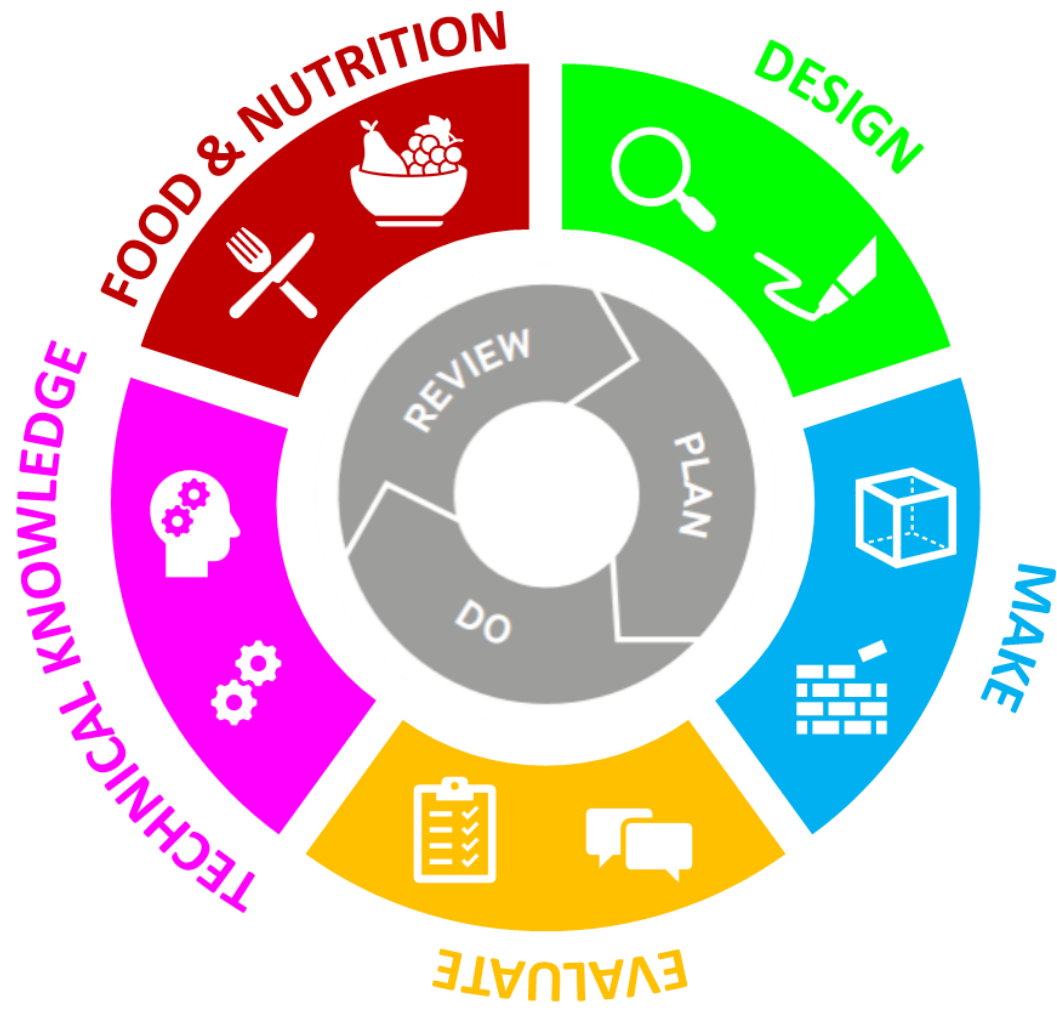 FOOD & NUTRITION
DESIGN
MAKE
EVALUATE
TECHNICAL KNOWLEDGE
REVIEW
PLAN
DO